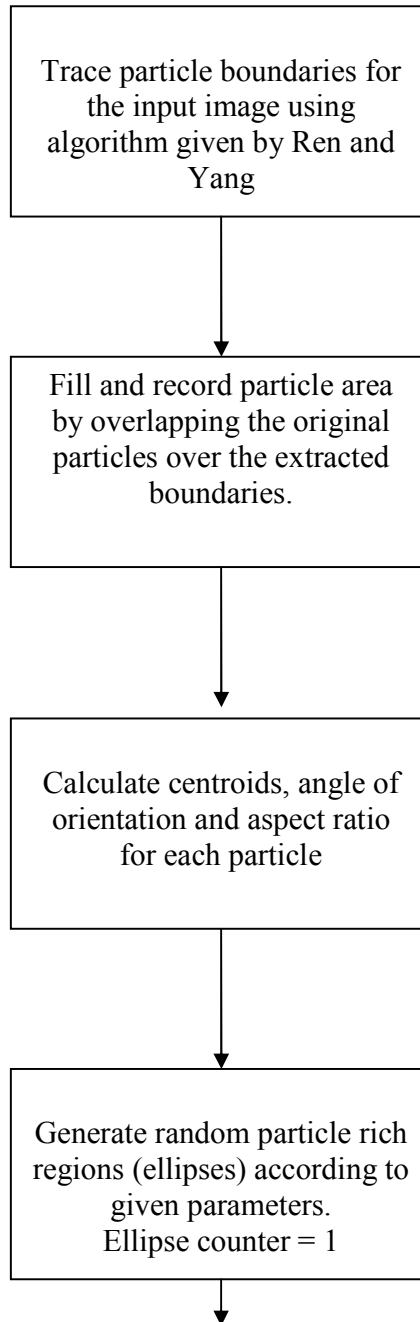 Trace particle boundaries for
the input image using
algorithm given by Ren and
Yang
Fill and record particle area
by overlapping the original
particles over the extracted
boundaries.
Calculate centroids, angle of
orientation and aspect ratio
for each particle
Generate random particle rich
regions (ellipses) according to
given parameters.
Ellipse counter = 1